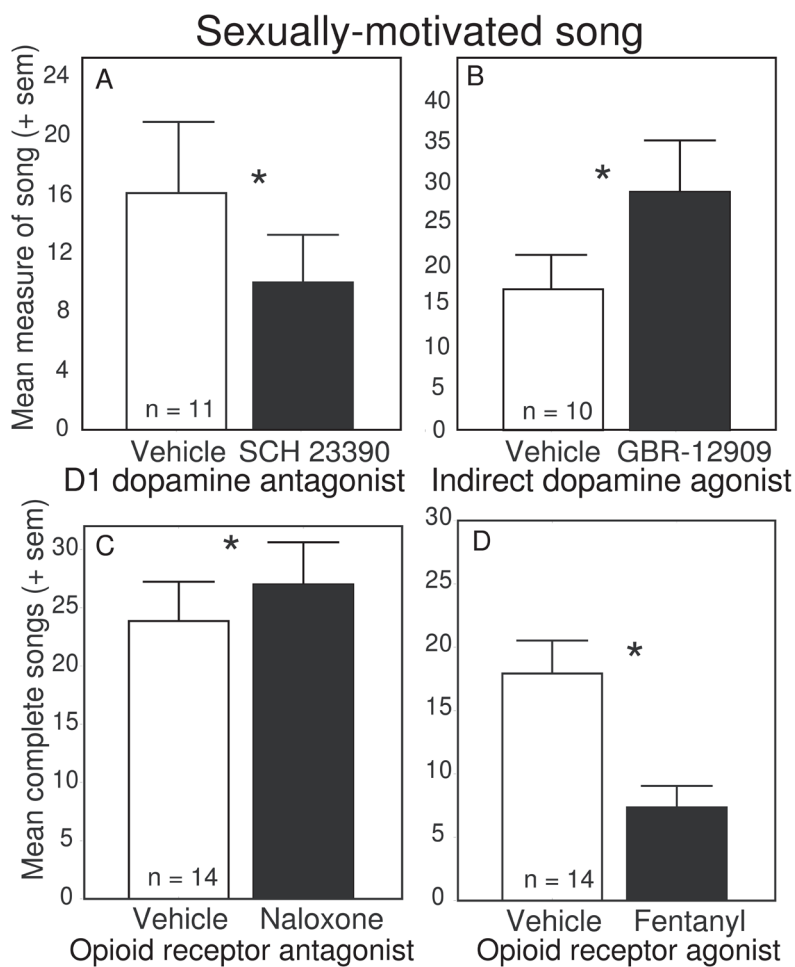 Sexually-motivated song
Mean measure of song (+ sem)
A
24
20
16
12
8
4
0
*
n = 11
Vehicle SCH 23390
D1 dopamine antagonist
B
40
35
30
25
20
15
10
5
0
*
n = 10
Vehicle GBR-12909
Indirect dopamine agonist
Mean complete songs (+ sem)
C
30
25
20
15
10
5
0
*
n = 14
Vehicle Naloxone
Opioid receptor antagonist
D
30
25
20
15
10
5
0
*
n = 14
Vehicle Fentanyl
Opioid receptor agonist